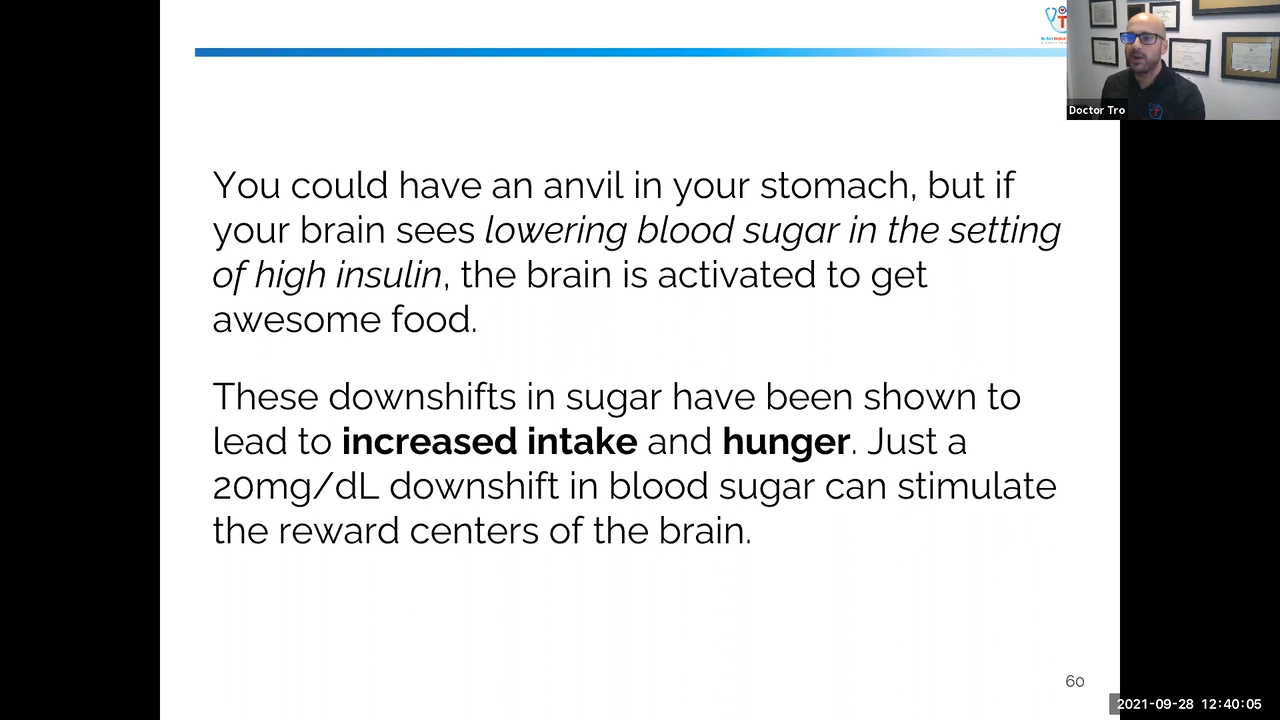 Doctor Tro
You could have an anvil in your stomach, but if
your brain sees lowering blood sugar in the setting
of high insulin, the brain is activated to get
awesome food.
These downshifts in sugar have been shown to
lead to increased intake and hunger. Just a
20mg/dL downshift in blood sugar can stimulate
the reward centers of the brain.
60
2021-09-28 12:40:05